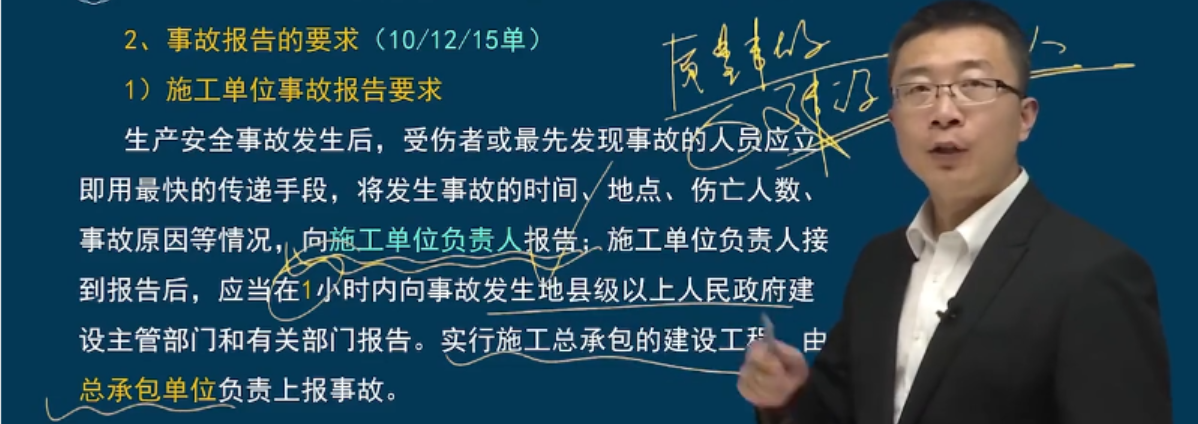 2、事故报告的要求（10/12/15单）
质量事故
1）施工单位事故报告要求
建设
生产安全事故发生后，受伤者或最先发现事故的人员应立
即用最快的传递手段，将发生事故的时间、地点、伤亡人数、
事故原因等情况，向施工单位负责人报告；施工单位负责人接
到报告后，应当在1小时内向事故发生地县级以上人民政府建
设主管部门和有关部门报告。实行施工总承包的建设工程，由
总承包单位负责上报事故。